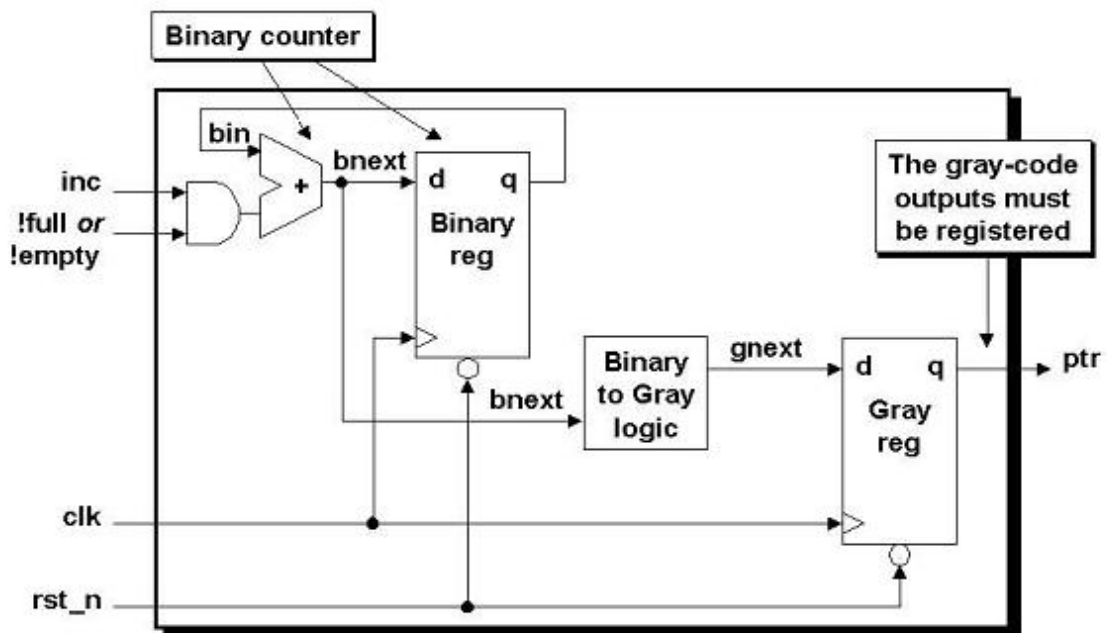 Binary counter
bin
bnext
inc
!full or
!empty
+
d
q
Binary
reg
The gray-code
outputs must
be registered
bnext
Binary
to Gray
logic
gnext
d
q
Gray
reg
ptr
clk
rst_n